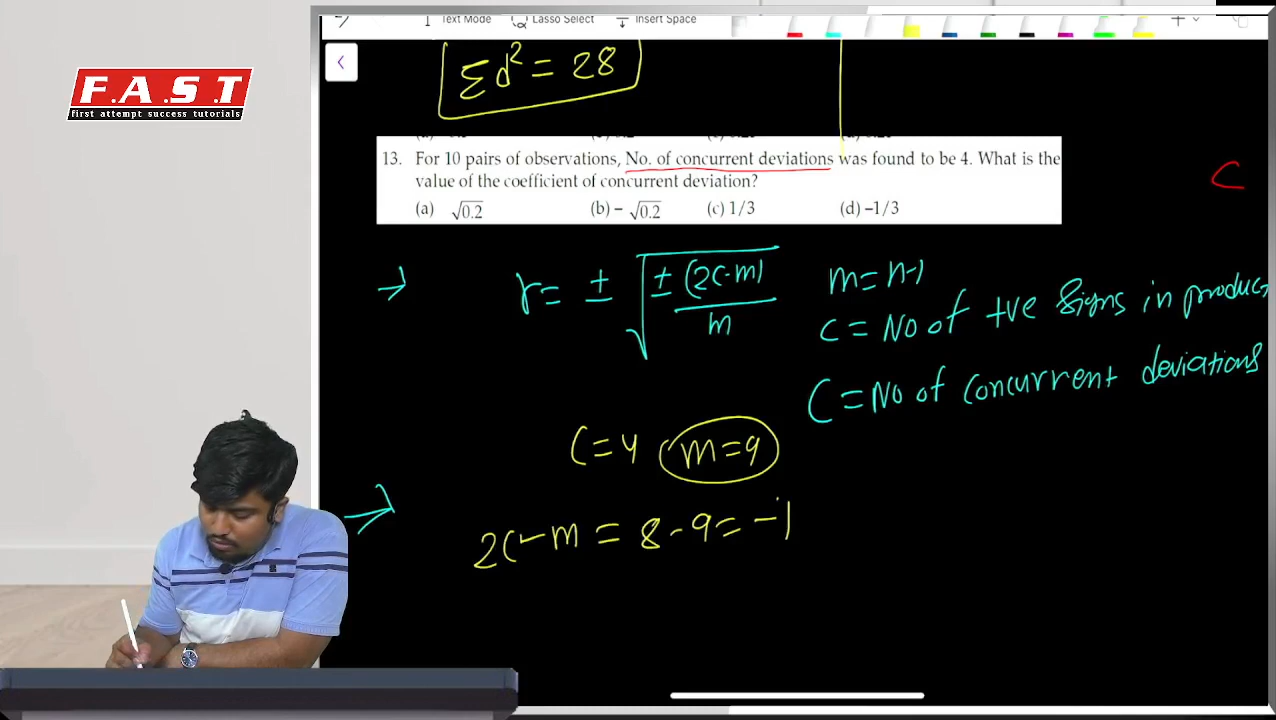 Text Mode Lasso Select Insert Space
F.A.S.T
first attempt success tutorials
Σd² = 28
13. For 10 pairs of observations, No. of concurrent deviations was found to be 4. What is the
value of the coefficient of concurrent deviation?
(a) √0.2 (b) – √0.2 (c) 1/3 (d) –1/3
C
→ r = ± √(± (2C-m) / m) m = n-1
C = No of +ve signs in produc
C = No of concurrent deviations
C = 4 m = 9
→ 2C - m = 8 - 9 = -1